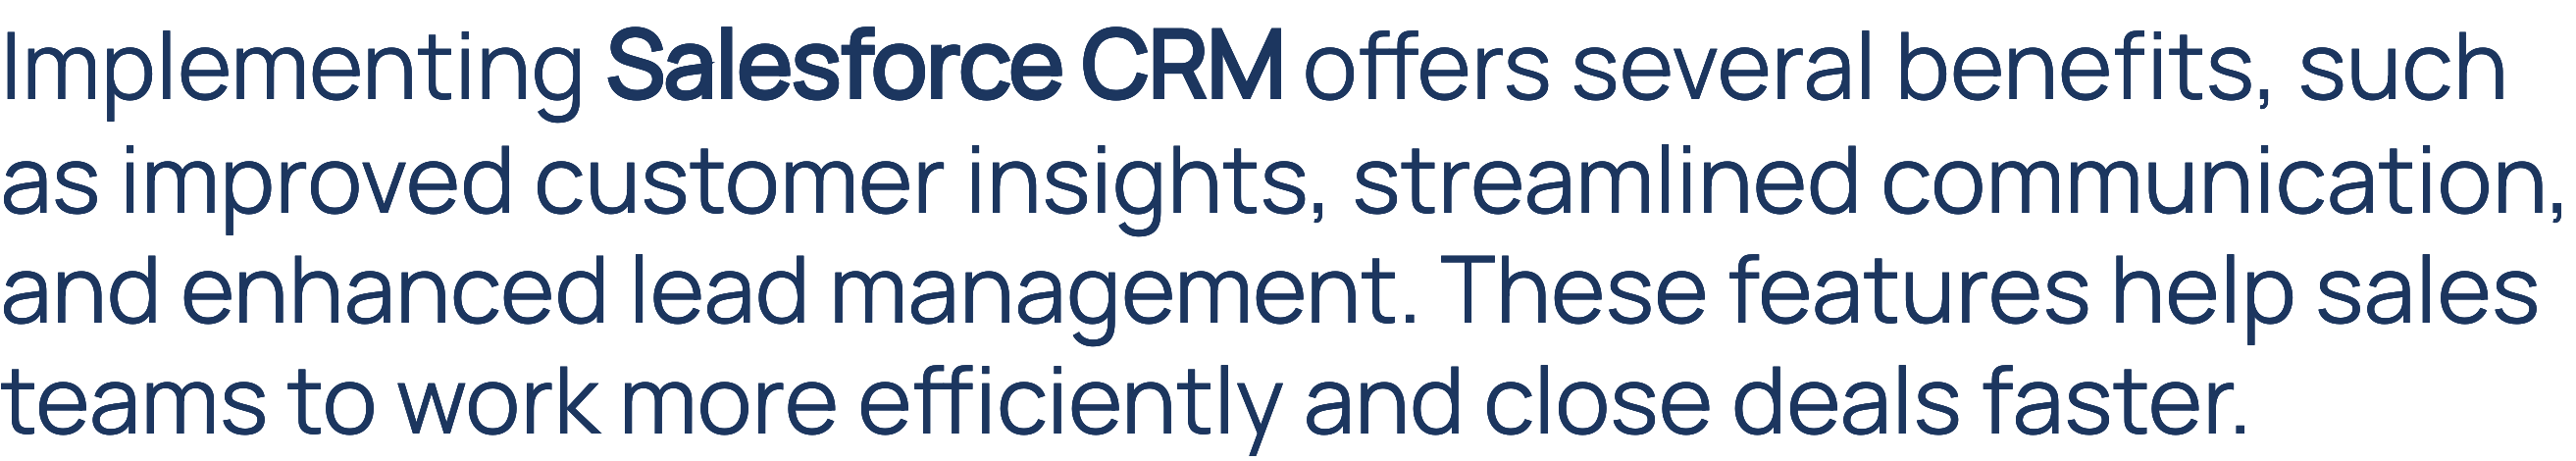 Implementing Salesforce CRM offers several benefits, such
as improved customer insights, streamlined communication,
and enhanced lead management. These features help sales
teams to work more efficiently and close deals faster.